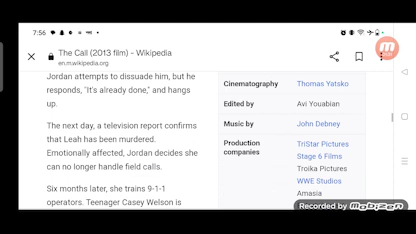 7:56
The Call (2013 film) – Wikipedia
en.m.wikipedia.org
Jordan attempts to dissuade him, but he
responds, "It's already done," and hangs
up.
The next day, a television report confirms
that Leah has been murdered.
Emotionally affected, Jordan decides she
can no longer handle field calls.
Six months later, she trains 9-1-1
operators. Teenager Casey Welson is
Cinematography Thomas Yatsko
Edited by Avi Youabian
Music by John Debney
Production TriStar Pictures
companies Stage 6 Films
Troika Pictures
WWE Studios
Amasia
mobizen
Recorded by Mobizen